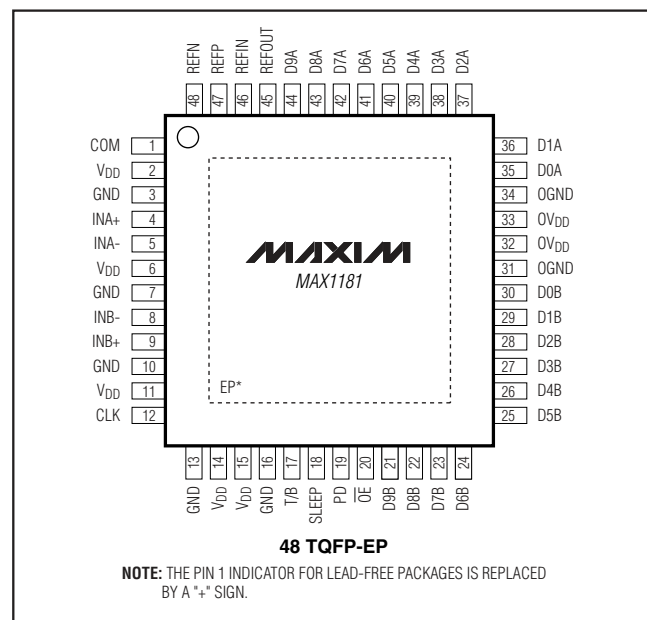 REFN REFP REFIN REFOUT D9A D8A D7A D6A D5A D4A D3A D2A
48 47 46 45 44 43 42 41 40 39 38 37
COM 1 36 D1A
VDD 2 35 D0A
GND 3 34 OGND
INA+ 4 33 OVDD
INA- 5 32 OVDD
VDD 6 31 OGND
GND 7 30 D0B
INB- 8 29 D1B
INB+ 9 28 D2B
GND 10 27 D3B
VDD 11 26 D4B
CLK 12 25 D5B
MAXIM
MAX1181
EP*
13 14 15 16 17 18 19 20 21 22 23 24
GND VDD VDD GND T/B SLEEP PD OE D9B D8B D7B D6B
48 TQFP-EP
NOTE: THE PIN 1 INDICATOR FOR LEAD-FREE PACKAGES IS REPLACED
BY A "+" SIGN.